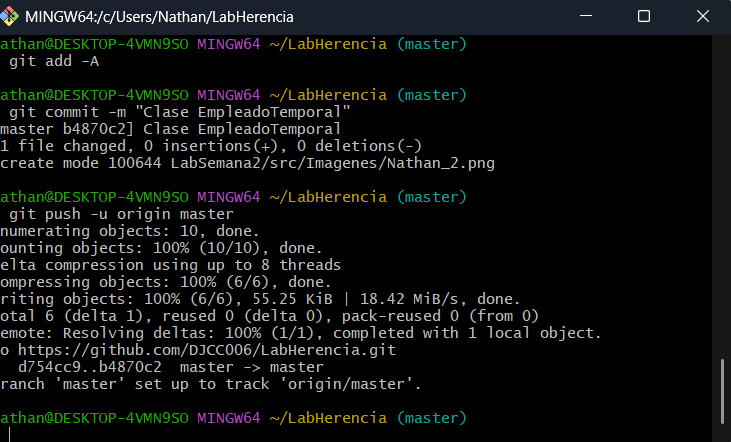 MINGW64:/c/Users/Nathan/LabHerencia
athan@DESKTOP-4VMN9SO MINGW64 ~/LabHerencia (master)
git add -A
athan@DESKTOP-4VMN9SO MINGW64 ~/LabHerencia (master)
git commit -m "Clase EmpleadoTemporal"
master b4870c2] Clase EmpleadoTemporal
1 file changed, 0 insertions(+), 0 deletions(-)
create mode 100644 LabSemana2/src/Imagenes/Nathan_2.png
athan@DESKTOP-4VMN9SO MINGW64 ~/LabHerencia (master)
git push -u origin master
numerating objects: 10, done.
ounting objects: 100% (10/10), done.
elta compression using up to 8 threads
ompressing objects: 100% (6/6), done.
riting objects: 100% (6/6), 55.25 KiB | 18.42 MiB/s, done.
otal 6 (delta 1), reused 0 (delta 0), pack-reused 0 (from 0)
emote: Resolving deltas: 100% (1/1), completed with 1 local object.
o https://github.com/DJCC006/LabHerencia.git
d754cc9..b4870c2  master -> master
ranch 'master' set up to track 'origin/master'.
athan@DESKTOP-4VMN9SO MINGW64 ~/LabHerencia (master)